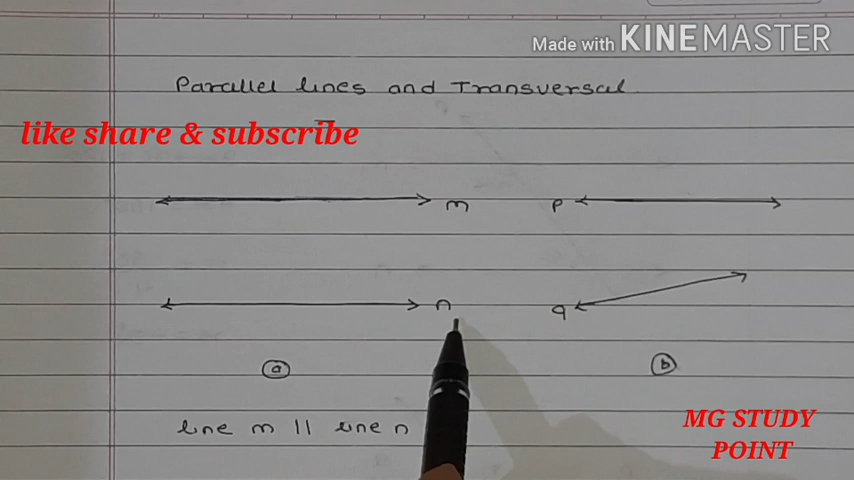 Made with KINEMASTER
Parallel lines and Transversal
like share & subscribe
m P
n q
a b
line m || line n
MG STUDY
POINT